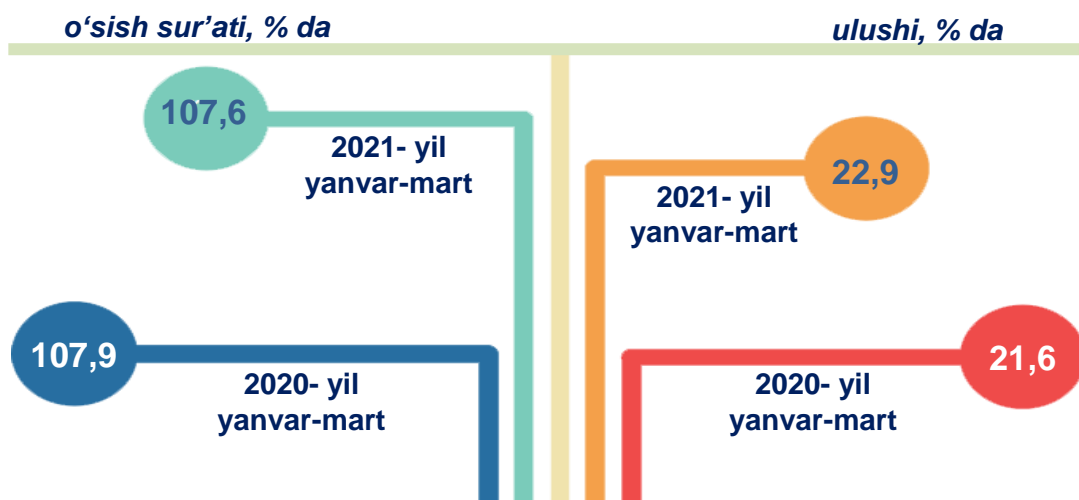 o‘sish sur’ati, % da
ulushi, % da
107,6
2021- yil
yanvar-mart
22,9
2021- yil
yanvar-mart
107,9
2020- yil
yanvar-mart
21,6
2020- yil
yanvar-mart